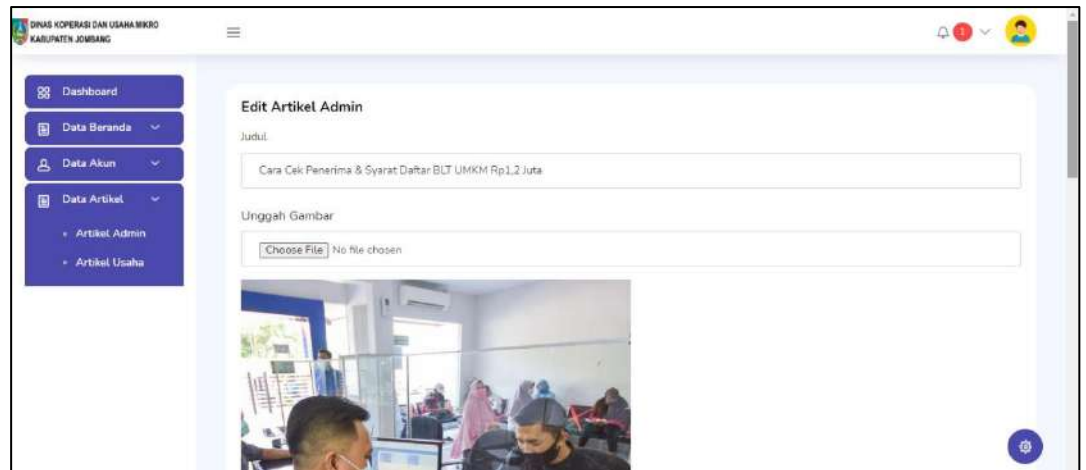 DINAS KOPERASI DAN USAHA MIKRO
KABUPATEN JOMBANG
1
Dashboard
Data Beranda
Data Akun
Data Artikel
Artikel Admin
Artikel Usaha
Edit Artikel Admin
Judul
Cara Cek Penerima & Syarat Daftar BLT UMKM Rp1,2 Juta
Unggah Gambar
Choose File No file chosen